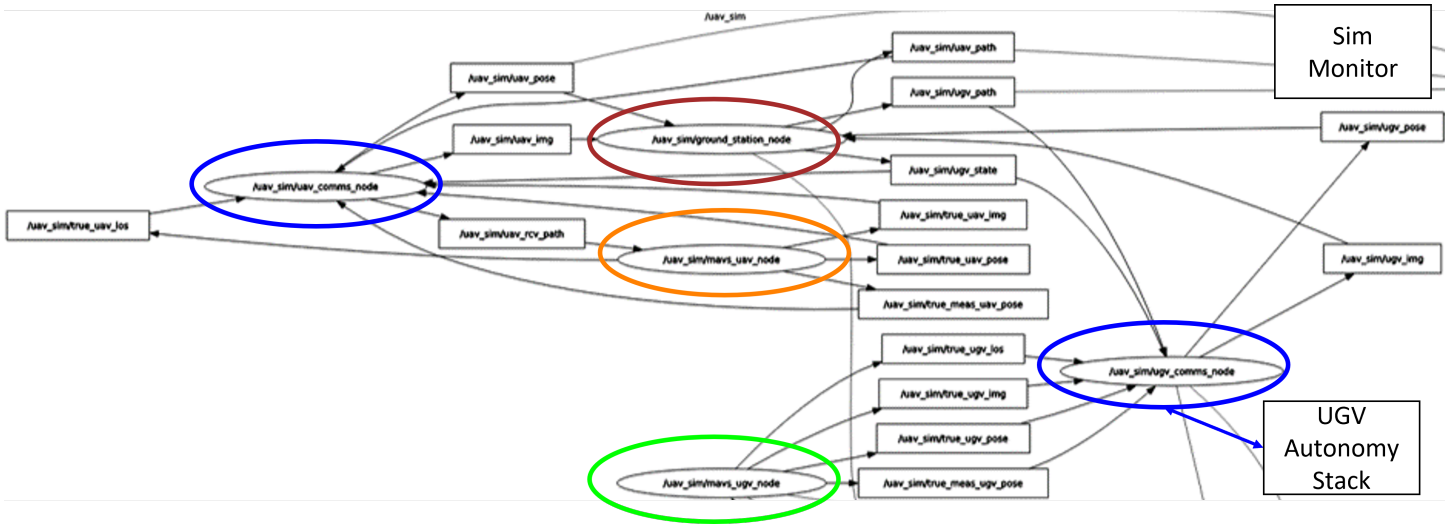 /uav_sim
Sim
Monitor
/uav_sim/uav_path
/uav_sim/uav_pose
/uav_sim/ugv_path
/uav_sim/ugv_pose
/uav_sim/uav_img
/uav_sim/ground_station_node
/uav_sim/ugv_state
/uav_sim/uav_comms_node
/uav_sim/true_uav_img
/uav_sim/true_uav_los
/uav_sim/uav_rcv_path
/uav_sim/mavs_uav_node
/uav_sim/true_uav_pose
/uav_sim/ugv_img
/uav_sim/true_meas_uav_pose
/uav_sim/true_ugv_los
/uav_sim/ugv_comms_node
/uav_sim/true_ugv_img
/uav_sim/true_ugv_pose
UGV
Autonomy
Stack
/uav_sim/mavs_ugv_node
/uav_sim/true_meas_ugv_pose